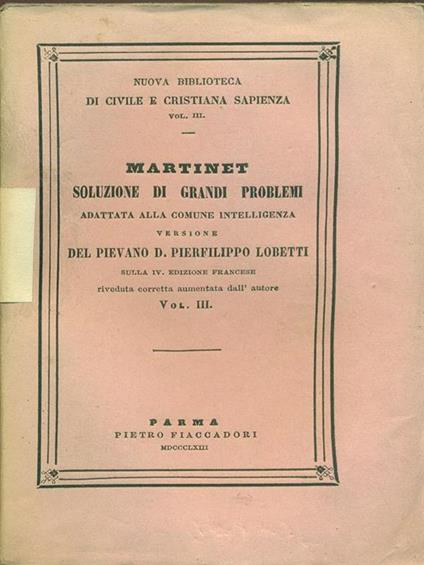 NUOVA BIBLIOTECA
DI CIVILE E CRISTIANA SAPIENZA
VOL. III.
MARTINET
SOLUZIONE DI GRANDI PROBLEMI
ADATTATA ALLA COMUNE INTELLIGENZA
VERSIONE
DEL PIEVANO D. PIERFILIPPO LOBETTI
SULLA IV. EDIZIONE FRANCESE
riveduta corretta aumentata dall' autore
VOL. III.
PARMA
PIETRO FIACCADORI
MDCCCLXIII